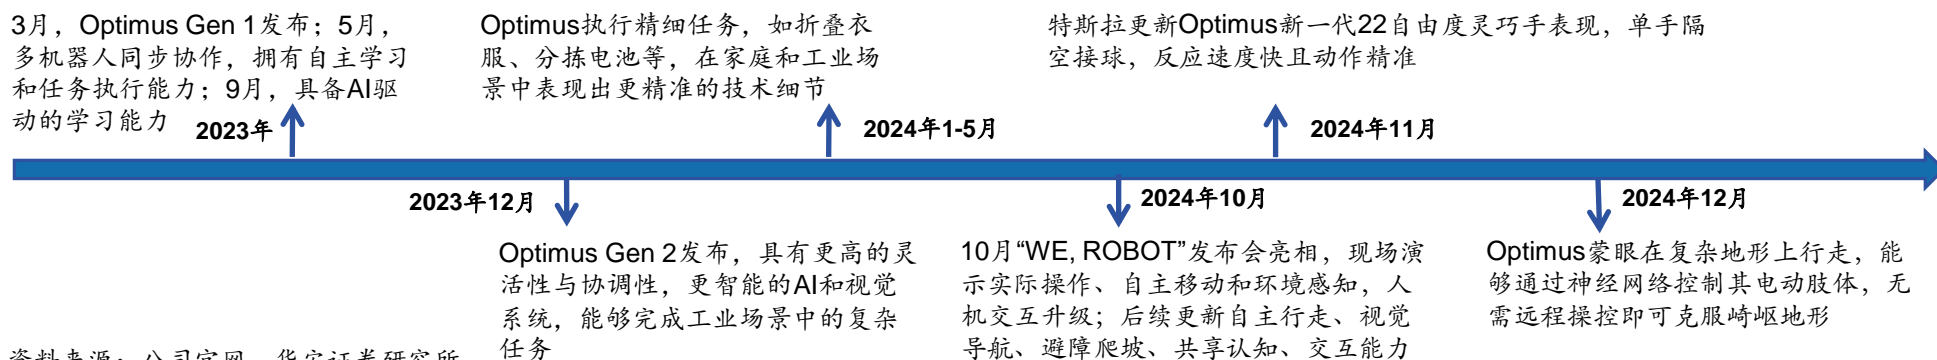 3月，Optimus Gen 1发布；5月，
多机器人同步协作，拥有自主学习
和任务执行能力；9月，具备AI驱
动的学习能力
2023年
Optimus执行精细任务，如折叠衣
服、分拣电池等，在家庭和工业场
景中表现出更精准的技术细节
2024年1-5月
特斯拉更新Optimus新一代22自由度灵巧手表现，单手隔
空接球，反应速度快且动作精准
2024年11月
2023年12月
Optimus Gen 2发布，具有更高的灵
活性与协调性，更智能的AI和视觉
系统，能够完成工业场景中的复杂
任务
2024年10月
10月“WE, ROBOT”发布会亮相，现场演
示实际操作、自主移动和环境感知，人
机交互升级；后续更新自主行走、视觉
导航、避障爬坡、共享认知、交互能力
2024年12月
Optimus蒙眼在复杂地形上行走，能
够通过神经网络控制其电动肢体，无
需远程操控即可克服崎岖地形
资料来源：公司官网，华安证券研究所